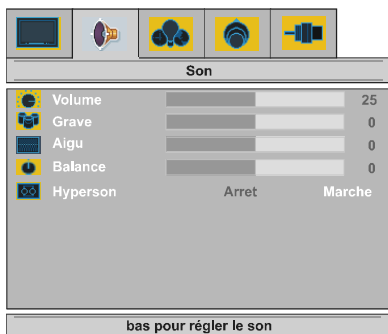 Son
Volume 25
Grave 0
Aigu 0
Balance 0
Hyperson Arret Marche
bas pour régler le son